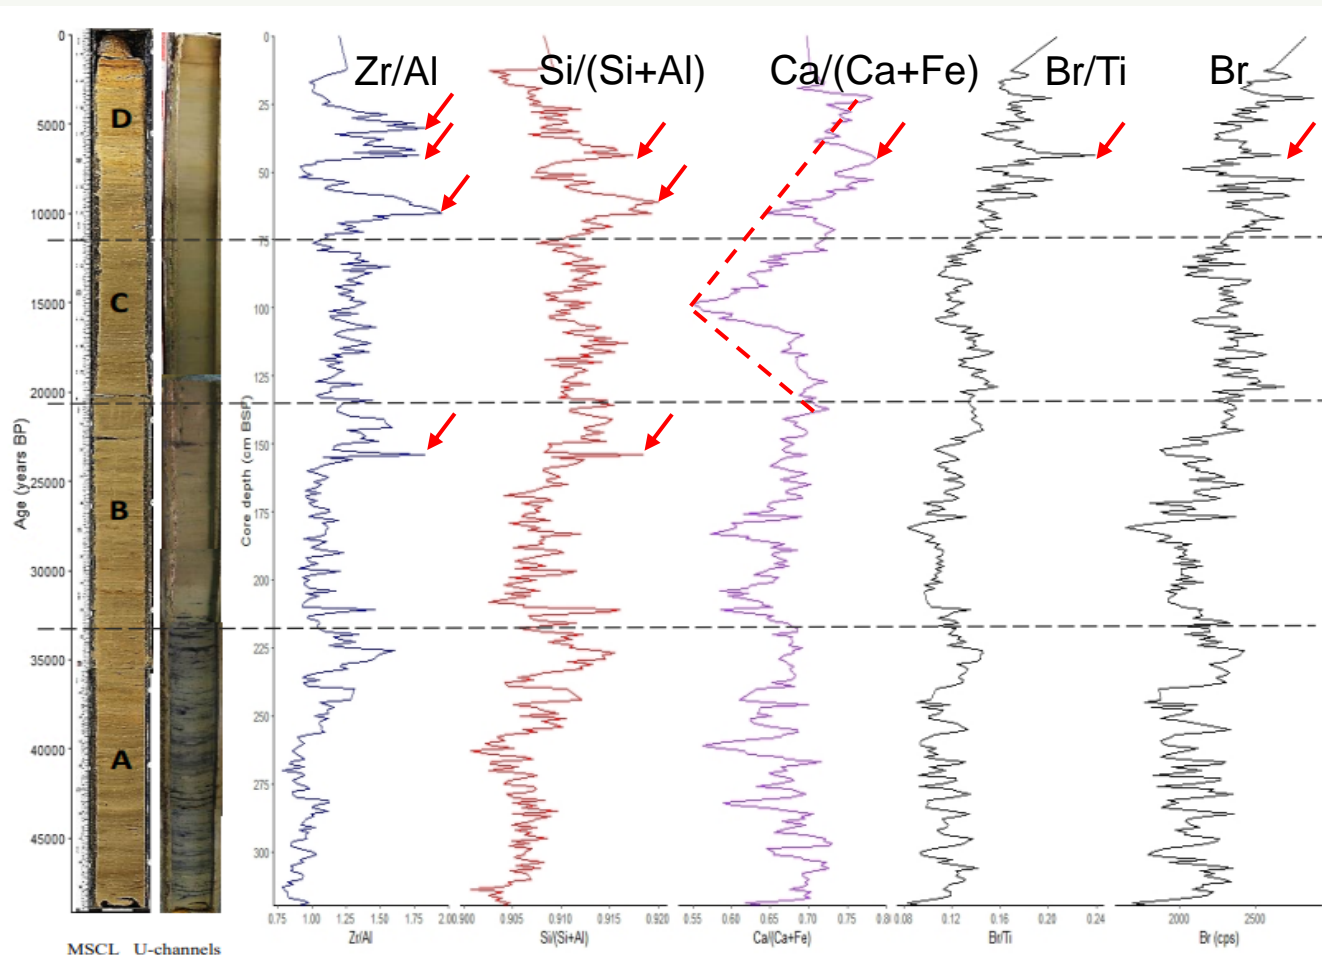 Zr/Al
Si/(Si+Al)
Ca/(Ca+Fe)
Br/Ti
Br
Age (years BP)
0
5000
10000
15000
20000
25000
30000
35000
40000
45000
D
C
B
A
MSCL
U-channels
Core depth (cm BSF)
0
25
50
75
100
125
150
175
200
225
250
275
300
0.75 1.00 1.25 1.50 1.75 2.00
Zr/Al
0.900 0.905 0.910 0.915 0.920
Si/(Si+Al)
0.55 0.60 0.65 0.70 0.75 0.8
Ca/(Ca+Fe)
0.08 0.12 0.16 0.20 0.24
Br/Ti
2000 2500
Br (cps)